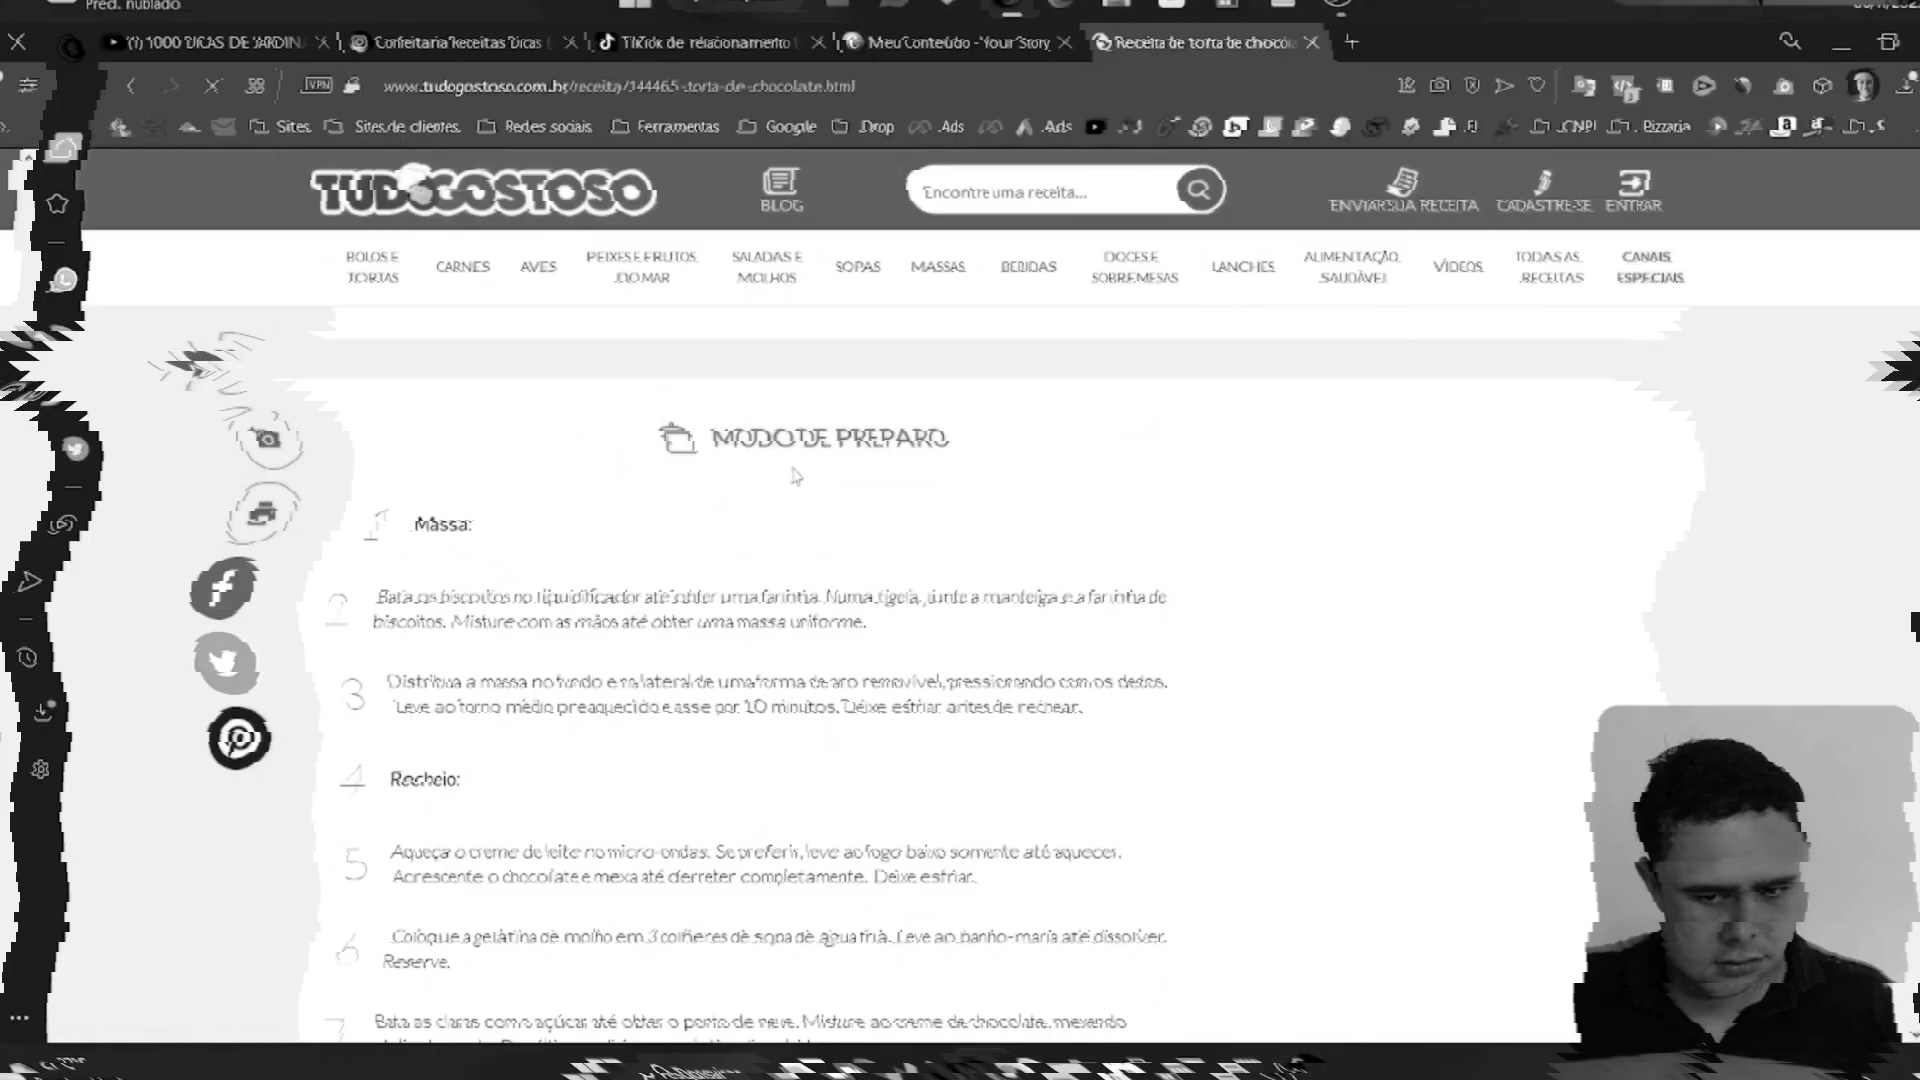 Pred. nublado
(1) 1000 DICAS DE JARDIN
Confeitaria Receitas Dicas (
TikTok de relacionamento (
Meu Conteúdo - Your Story
Receita de torta de chocol
VPN
www.tudogostoso.com.br/receita/144465-torta-de-chocolate.html
Sites
Sites de clientes
Redes sociais
Ferramentas
Google
Drop
Ads
Ads
CNPJ
Pizzaria
TUDOGOSTOSO
BLOG
Encontre uma receita...
ENVIAR SUA RECEITA
CADASTRE-SE
ENTRAR
BOLOS E
TORTAS
CARNES
AVES
PEIXES E FRUTOS
DO MAR
SALADAS E
MOLHOS
SOPAS
MASSAS
BEBIDAS
DOCES E
SOBREMESAS
LANCHES
ALIMENTAÇÃO
SAUDÁVEL
VÍDEOS
TODAS AS
RECEITAS
CANAIS
ESPECIAIS
MODO DE PREPARO
1 Massa:
2 Bata os biscoitos no liquidificador até obter uma farinha. Numa tigela, junte a manteiga e a farinha de
biscoitos. Misture com as mãos até obter uma massa uniforme.
3 Distribua a massa no fundo e na lateral de uma forma de aro removível, pressionando com os dedos.
Leve ao forno médio preaquecido e asse por 10 minutos. Deixe esfriar antes de rechear.
4 Recheio:
5 Aqueça o creme de leite no micro-ondas. Se preferir, leve ao fogo baixo somente até aquecer.
Acrescente o chocolate e mexa até derreter completamente. Deixe esfriar.
6 Coloque a gelatina de molho em 3 colheres de sopa de água fria. Leve ao banho-maria até dissolver.
Reserve.
7 Bata as claras com o açúcar até obter o ponto de neve. Misture ao creme de chocolate, mexendo